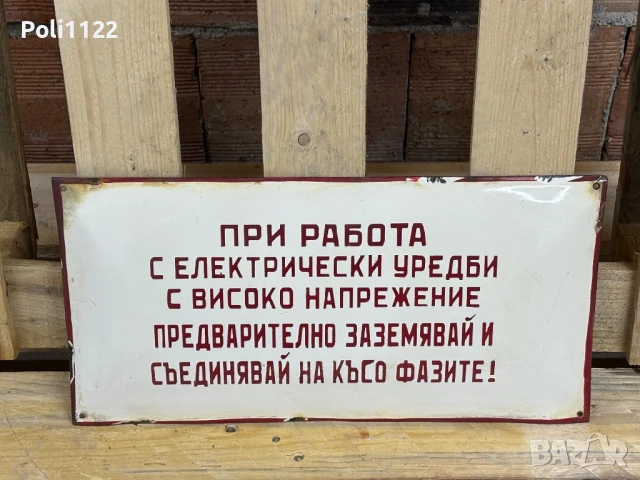 Poli1122
ПРИ РАБОТА
С ЕЛЕКТРИЧЕСКИ УРЕДБИ
С ВИСОКО НАПРЕЖЕНИЕ
ПРЕДВАРИТЕЛНО ЗАЗЕМЯВАЙ И
СЪЕДИНЯВАЙ НА КЪСО ФАЗИТЕ!
BAZAR